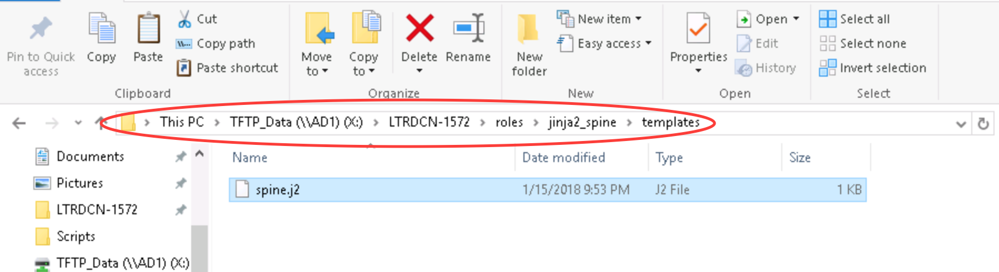 Pin to Quick access
Copy
Paste
Cut
Copy path
Paste shortcut
Clipboard
Move to
Copy to
Delete
Rename
Organize
New folder
New item
Easy access
New
Properties
Open
Edit
History
Open
Select all
Select none
Invert selection
Select
This PC > TFTP_Data (\\AD1) (X:) > LTRDCN-1572 > roles > jinja2_spine > templates
Documents
Pictures
LTRDCN-1572
Scripts
TFTP_Data (\\AD1) (X:)
Name Date modified Type Size
spine.j2 1/15/2018 9:53 PM J2 File 1 KB